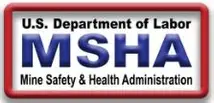 U.S. Department of Labor
MSHA
Mine Safety & Health Administration